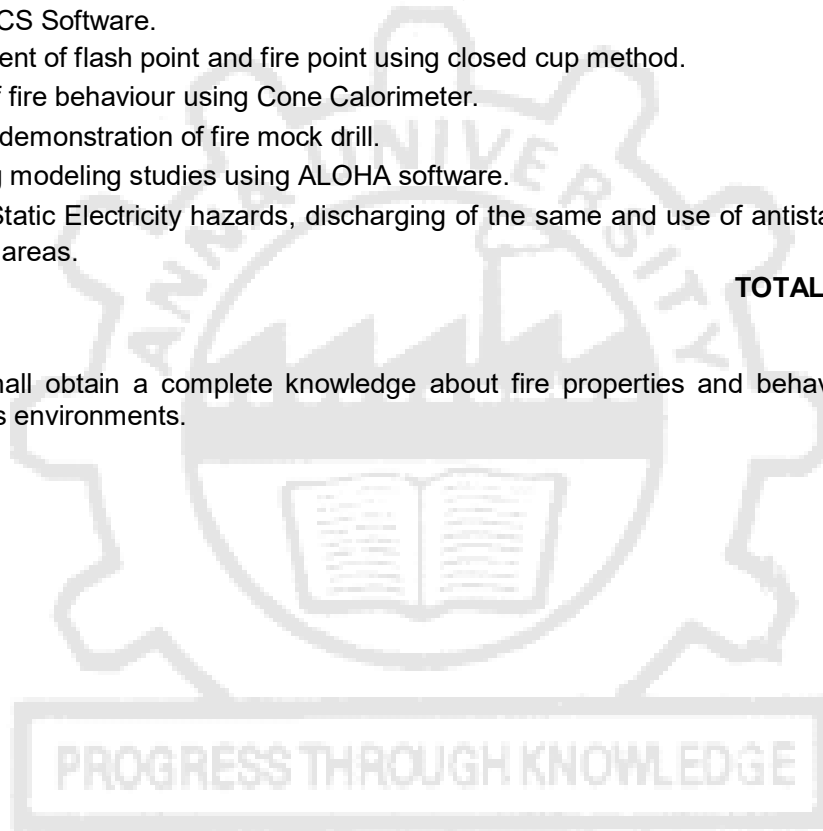 CS Software.
ent of flash point and fire point using closed cup method.
f fire behaviour using Cone Calorimeter.
demonstration of fire mock drill.
g modeling studies using ALOHA software.
Static Electricity hazards, discharging of the same and use of antista
areas.
TOTAL
hall obtain a complete knowledge about fire properties and behav
s environments.
ANNA UNIVERSITY
PROGRESS THROUGH KNOWLEDGE